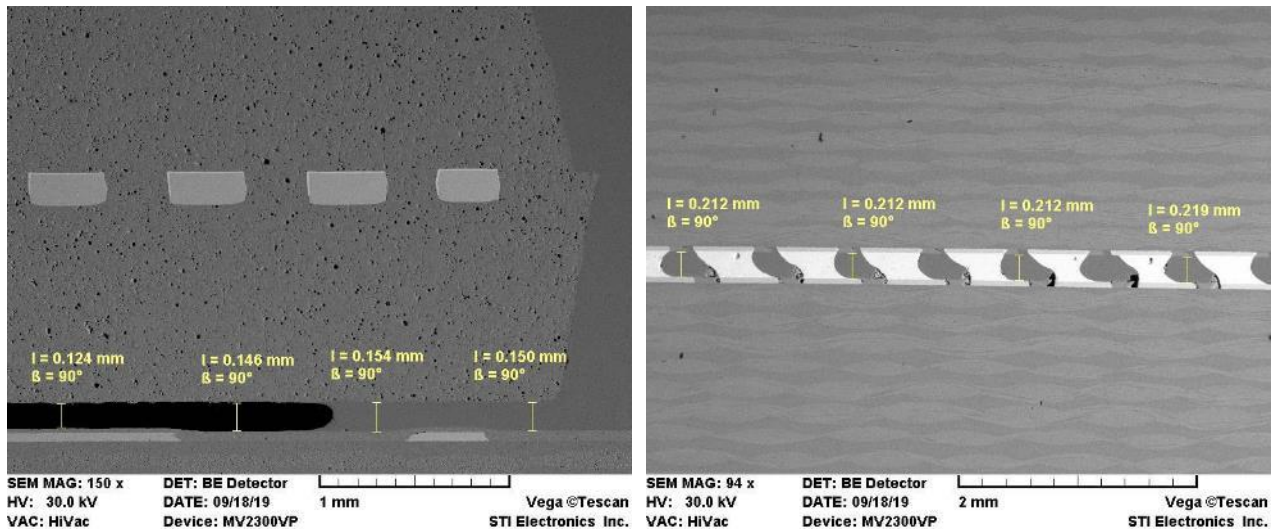 l = 0.124 mm
ß = 90°
l = 0.146 mm
ß = 90°
l = 0.154 mm
ß = 90°
l = 0.150 mm
ß = 90°
SEM MAG: 150 x
DET: BE Detector
HV: 30.0 kV
DATE: 09/18/19
1 mm
Vega ©Tescan
VAC: HiVac
Device: MV2300VP
STI Electronics Inc.
l = 0.212 mm
ß = 90°
l = 0.212 mm
ß = 90°
l = 0.212 mm
ß = 90°
l = 0.219 mm
ß = 90°
SEM MAG: 94 x
DET: BE Detector
HV: 30.0 kV
DATE: 09/18/19
2 mm
Vega ©Tescan
VAC: HiVac
Device: MV2300VP
STI Electronics Inc.